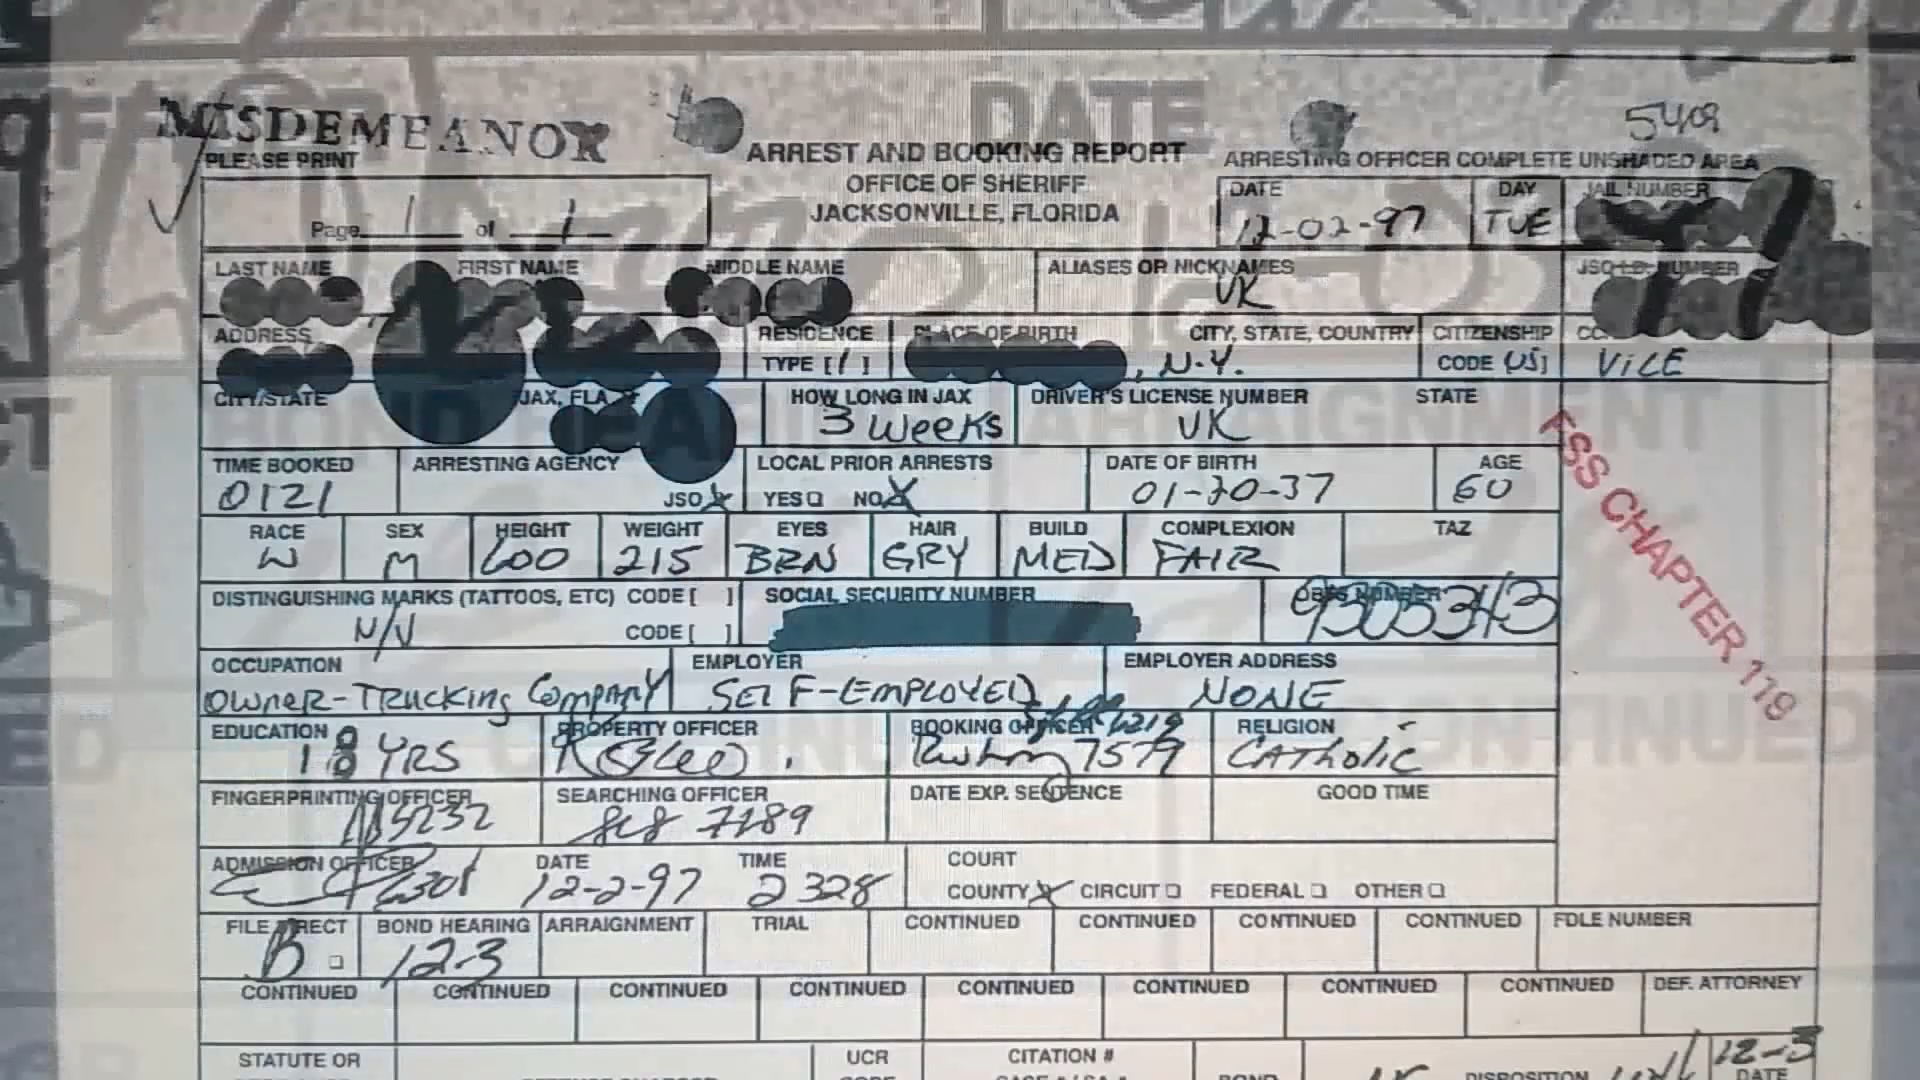 DATE
MISDEMEANOR
5409
PLEASE PRINT
ARREST AND BOOKING REPORT
ARRESTING OFFICER COMPLETE UNSHADED AREA
OFFICE OF SHERIFF
JACKSONVILLE, FLORIDA
DATE DAY JAIL NUMBER
12-02-97 TUE
Page 1 of 1
LAST NAME FIRST NAME MIDDLE NAME ALIASES OR NICKNAMES JSO I.D. NUMBER
UK
ADDRESS RESIDENCE PLACE OF BIRTH CITY, STATE, COUNTRY CITIZENSHIP
TYPE [1] , N.Y. CODE US] VICE
CITY/STATE JAX, FLA HOW LONG IN JAX DRIVER'S LICENSE NUMBER STATE
3 weeks UK
TIME BOOKED ARRESTING AGENCY LOCAL PRIOR ARRESTS DATE OF BIRTH AGE
0121 JSO YES NO 60
RACE SEX HEIGHT WEIGHT EYES HAIR BUILD COMPLEXION TAZ
W M 600 215 BRN GRY MED FAIR
DISTINGUISHING MARKS (TATTOOS, ETC) CODE [ ] SOCIAL SECURITY NUMBER OBTS NUMBER
N/V CODE [ ]
FSS CHAPTER 119
OCCUPATION EMPLOYER EMPLOYER ADDRESS
OWNER-TRUCKING COMPANY SELF-EMPLOYED NONE
EDUCATION PROPERTY OFFICER BOOKING OFFICER RELIGION
18 YRS 7579 CATHOLIC
FINGERPRINTING OFFICER SEARCHING OFFICER DATE EXP. SENTENCE GOOD TIME
5232 7189
ADMISSION OFFICER DATE TIME COURT
12-2-97 2328 COUNTY CIRCUIT FEDERAL OTHER
FILE DIRECT BOND HEARING ARRAIGNMENT TRIAL CONTINUED CONTINUED CONTINUED CONTINUED FDLE NUMBER
B 12-3
CONTINUED CONTINUED CONTINUED CONTINUED CONTINUED CONTINUED CONTINUED CONTINUED DEF. ATTORNEY
STATUTE OR UCR CITATION # 12-3
BOND DISPOSITION DATE